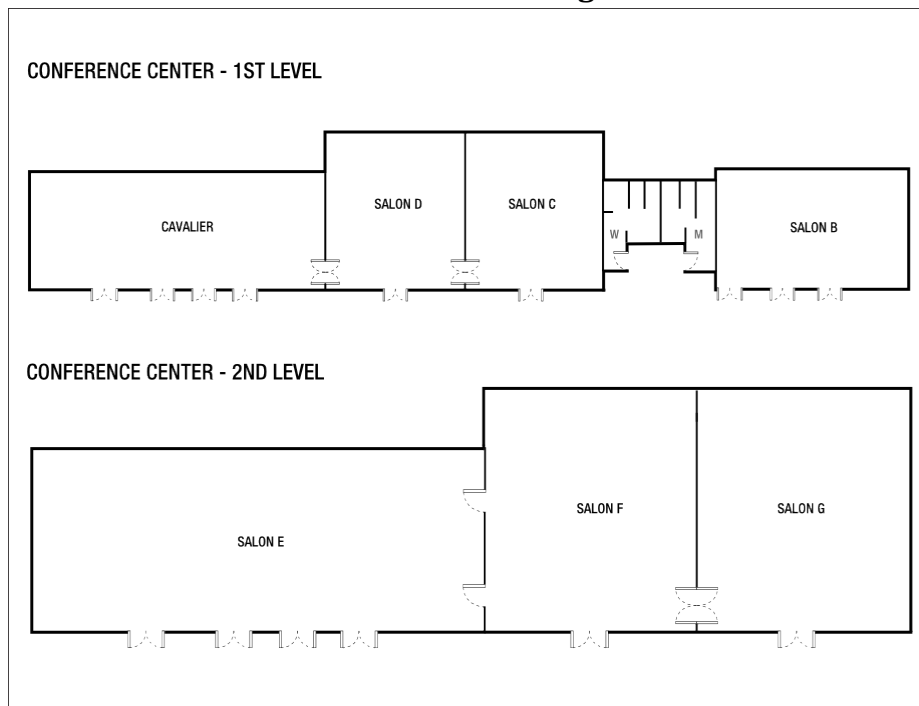 CONFERENCE CENTER - 1ST LEVEL
CAVALIER
SALON D
SALON C
W
M
SALON B
CONFERENCE CENTER - 2ND LEVEL
SALON E
SALON F
SALON G